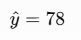 ŷ = 78